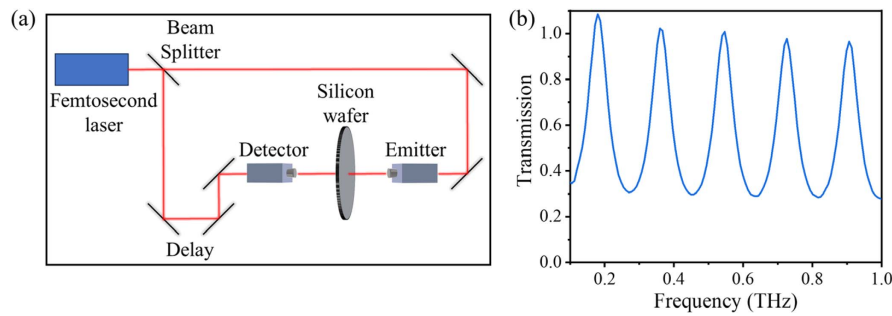 (a)
Beam
Splitter
Femtosecond
laser
Silicon
wafer
Detector
Emitter
Delay
(b)
Transmission
1.0
0.8
0.6
0.4
0.2
0.0
0.2
0.4
0.6
0.8
1.0
Frequency (THz)